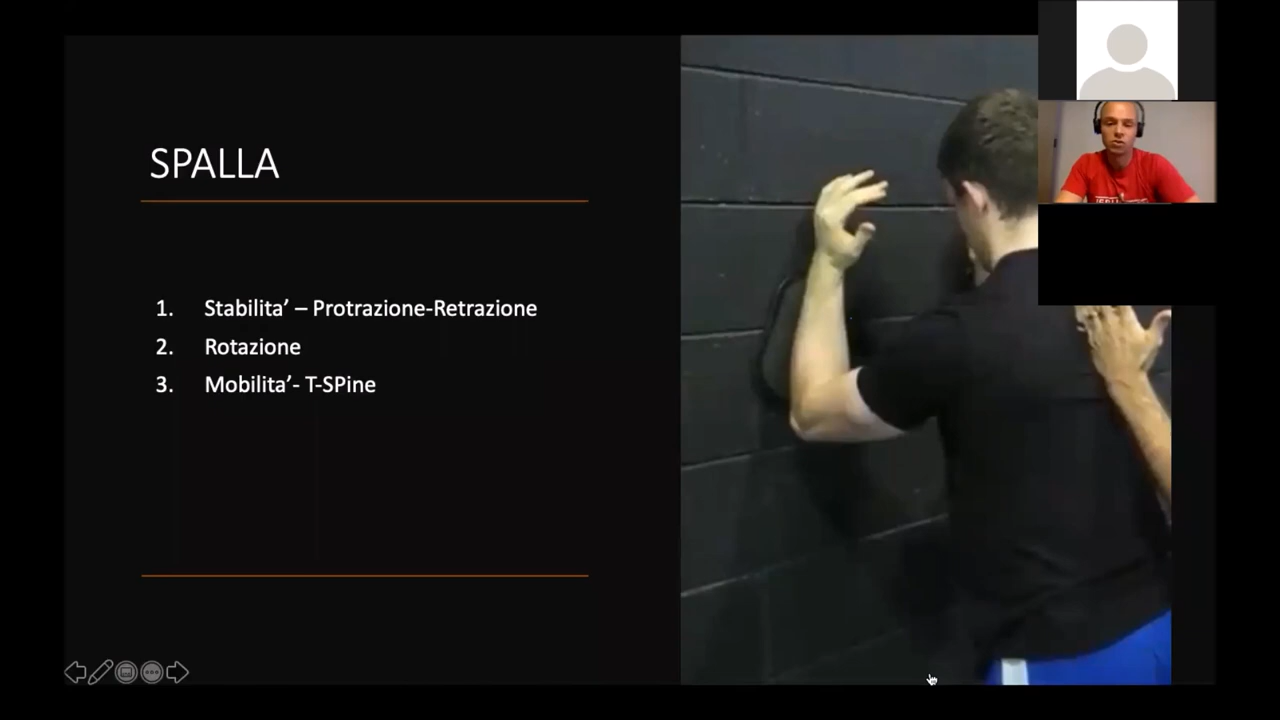 SPALLA
1. Stabilita’ – Protrazione-Retrazione
2. Rotazione
3. Mobilita’- T-SPine